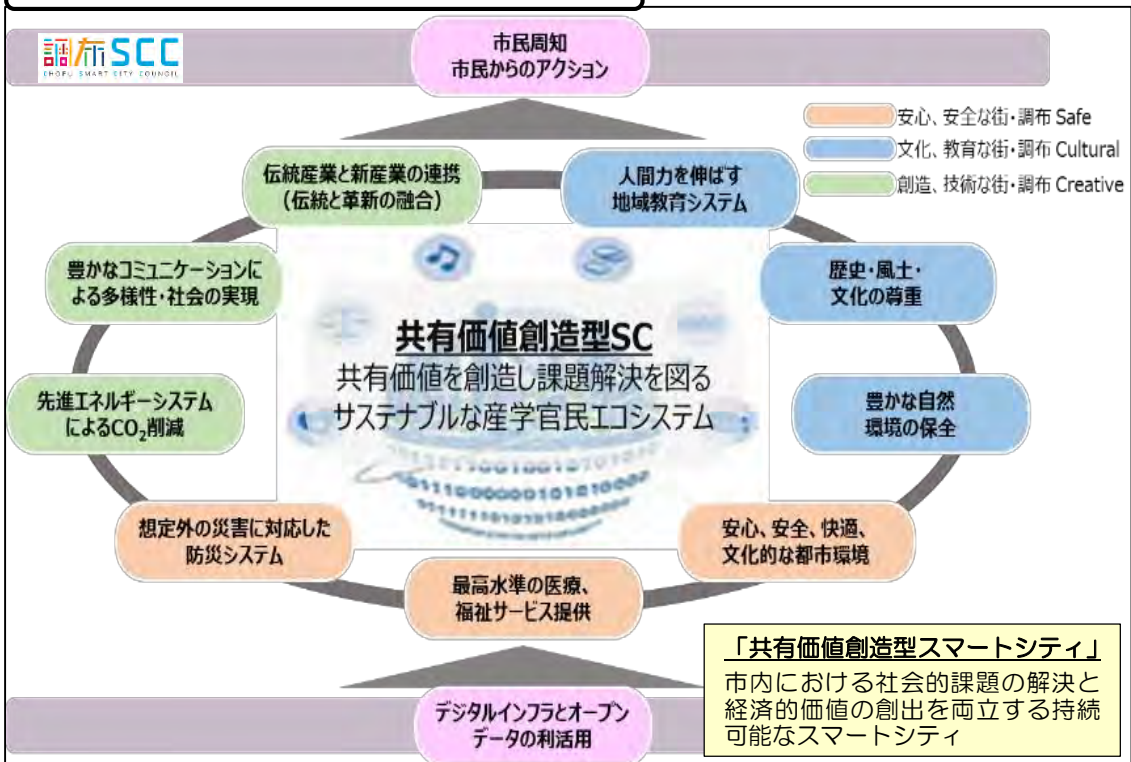 調布SCC
CHOFU SMART CITY COUNCIL
市民周知
市民からのアクション
安心、安全な街・調布 Safe
文化、教育な街・調布 Cultural
創造、技術な街・調布 Creative
伝統産業と新産業の連携
(伝統と革新の融合)
人間力を伸ばす
地域教育システム
豊かなコミュニケーションに
よる多様性・社会の実現
歴史・風土・
文化の尊重
共有価値創造型SC
共有価値を創造し課題解決を図る
サステナブルな産学官民エコシステム
先進エネルギーシステム
によるCO₂削減
豊かな自然
環境の保全
想定外の災害に対応した
防災システム
安心、安全、快適、
文化的な都市環境
最高水準の医療、
福祉サービス提供
「共有価値創造型スマートシティ」
市内における社会的課題の解決と
経済的価値の創出を両立する持続
可能なスマートシティ
デジタルインフラとオープン
データの利活用